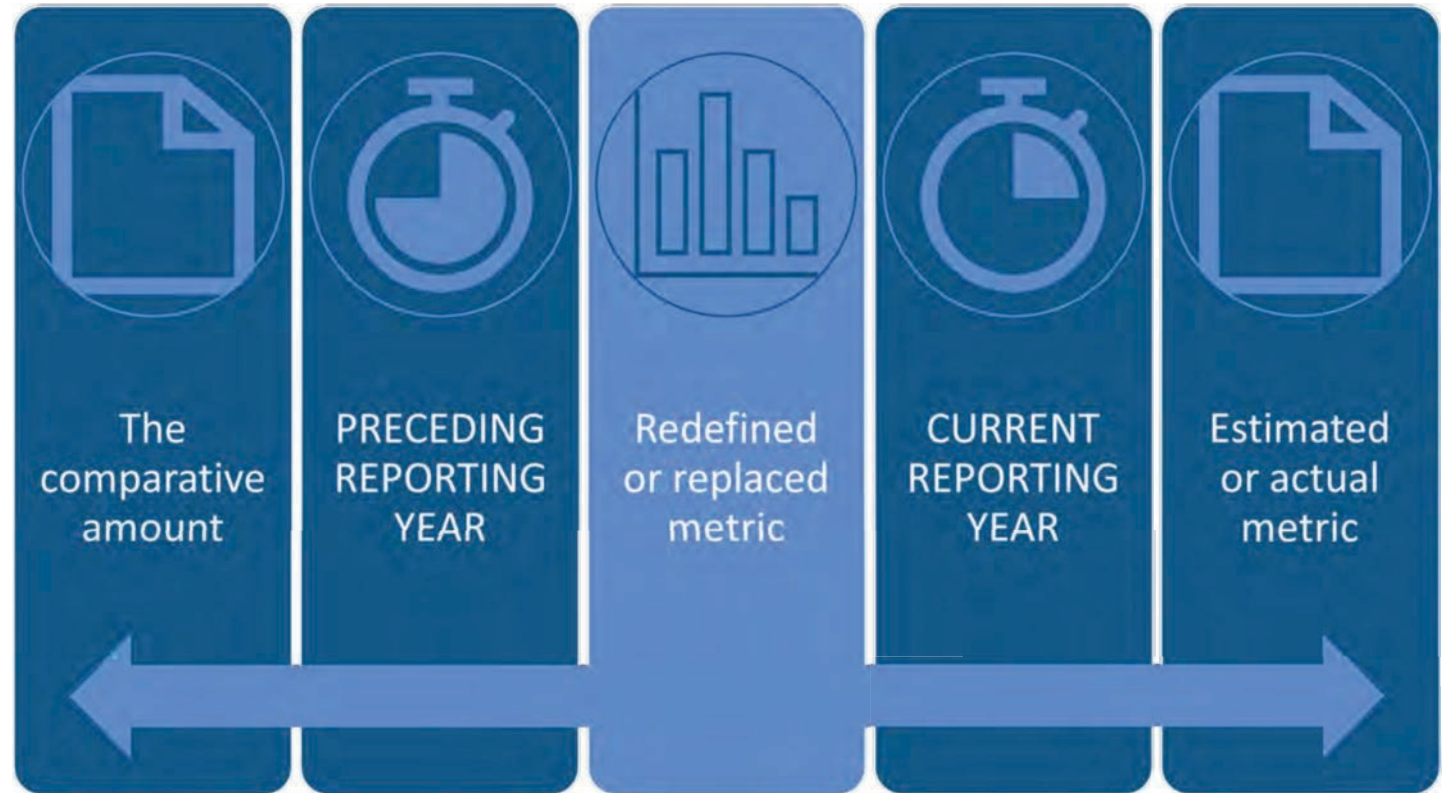 The
comparative
amount
PRECEDING
REPORTING
YEAR
Redefined
or replaced
metric
CURRENT
REPORTING
YEAR
Estimated
or actual
metric